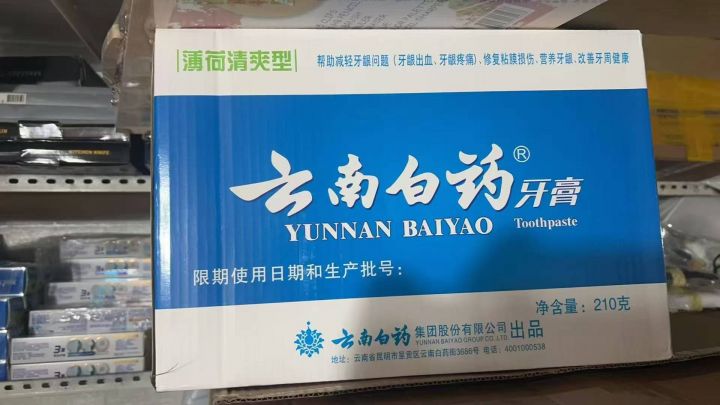 薄荷清爽型
帮助减轻牙龈问题(牙龈出血、牙龈疼痛)、修复粘膜损伤、营养牙龈、改善牙周健康
云南白药®牙膏
YUNNAN BAIYAO Toothpaste
限期使用日期和生产批号:
净含量: 210克
云南白药集团股份有限公司出品
YUNNAN BAIYAO GROUP CO., LTD.
地址: 云南省昆明市呈贡区云南白药街3686号 电话: 4001000538